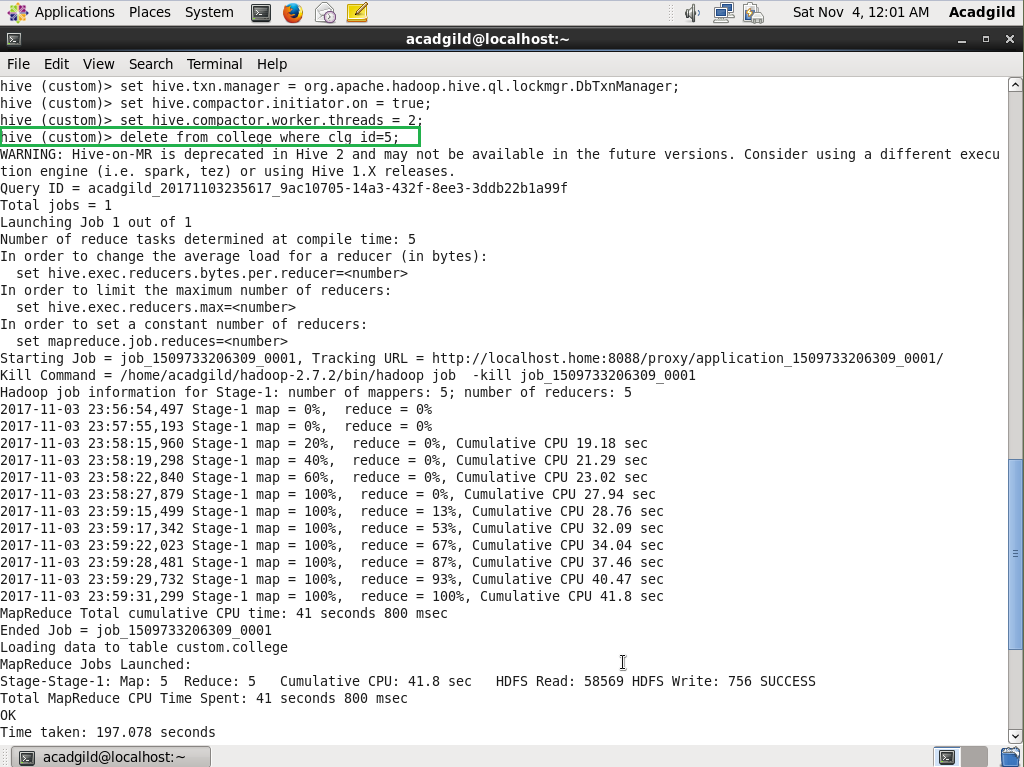 Applications Places System Sat Nov 4, 12:01 AM Acadgild
acadgild@localhost:~
File Edit View Search Terminal Help
hive (custom)> set hive.txn.manager = org.apache.hadoop.hive.ql.lockmgr.DbTxnManager;
hive (custom)> set hive.compactor.initiator.on = true;
hive (custom)> set hive.compactor.worker.threads = 2;
hive (custom)> delete from college where clg_id=5;
WARNING: Hive-on-MR is deprecated in Hive 2 and may not be available in the future versions. Consider using a different execu
tion engine (i.e. spark, tez) or using Hive 1.X releases.
Query ID = acadgild_20171103235617_9ac10705-14a3-432f-8ee3-3ddb22b1a99f
Total jobs = 1
Launching Job 1 out of 1
Number of reduce tasks determined at compile time: 5
In order to change the average load for a reducer (in bytes):
  set hive.exec.reducers.bytes.per.reducer=<number>
In order to limit the maximum number of reducers:
  set hive.exec.reducers.max=<number>
In order to set a constant number of reducers:
  set mapreduce.job.reduces=<number>
Starting Job = job_1509733206309_0001, Tracking URL = http://localhost.home:8088/proxy/application_1509733206309_0001/
Kill Command = /home/acadgild/hadoop-2.7.2/bin/hadoop job  -kill job_1509733206309_0001
Hadoop job information for Stage-1: number of mappers: 5; number of reducers: 5
2017-11-03 23:56:54,497 Stage-1 map = 0%,  reduce = 0%
2017-11-03 23:57:55,193 Stage-1 map = 0%,  reduce = 0%
2017-11-03 23:58:15,960 Stage-1 map = 20%,  reduce = 0%, Cumulative CPU 19.18 sec
2017-11-03 23:58:19,298 Stage-1 map = 40%,  reduce = 0%, Cumulative CPU 21.29 sec
2017-11-03 23:58:22,840 Stage-1 map = 60%,  reduce = 0%, Cumulative CPU 23.02 sec
2017-11-03 23:58:27,879 Stage-1 map = 100%,  reduce = 0%, Cumulative CPU 27.94 sec
2017-11-03 23:59:15,499 Stage-1 map = 100%,  reduce = 13%, Cumulative CPU 28.76 sec
2017-11-03 23:59:17,342 Stage-1 map = 100%,  reduce = 53%, Cumulative CPU 32.09 sec
2017-11-03 23:59:22,023 Stage-1 map = 100%,  reduce = 67%, Cumulative CPU 34.04 sec
2017-11-03 23:59:28,481 Stage-1 map = 100%,  reduce = 87%, Cumulative CPU 37.46 sec
2017-11-03 23:59:29,732 Stage-1 map = 100%,  reduce = 93%, Cumulative CPU 40.47 sec
2017-11-03 23:59:31,299 Stage-1 map = 100%,  reduce = 100%, Cumulative CPU 41.8 sec
MapReduce Total cumulative CPU time: 41 seconds 800 msec
Ended Job = job_1509733206309_0001
Loading data to table custom.college
MapReduce Jobs Launched:
Stage-Stage-1: Map: 5  Reduce: 5   Cumulative CPU: 41.8 sec   HDFS Read: 58569 HDFS Write: 756 SUCCESS
Total MapReduce CPU Time Spent: 41 seconds 800 msec
OK
Time taken: 197.078 seconds
acadgild@localhost:~